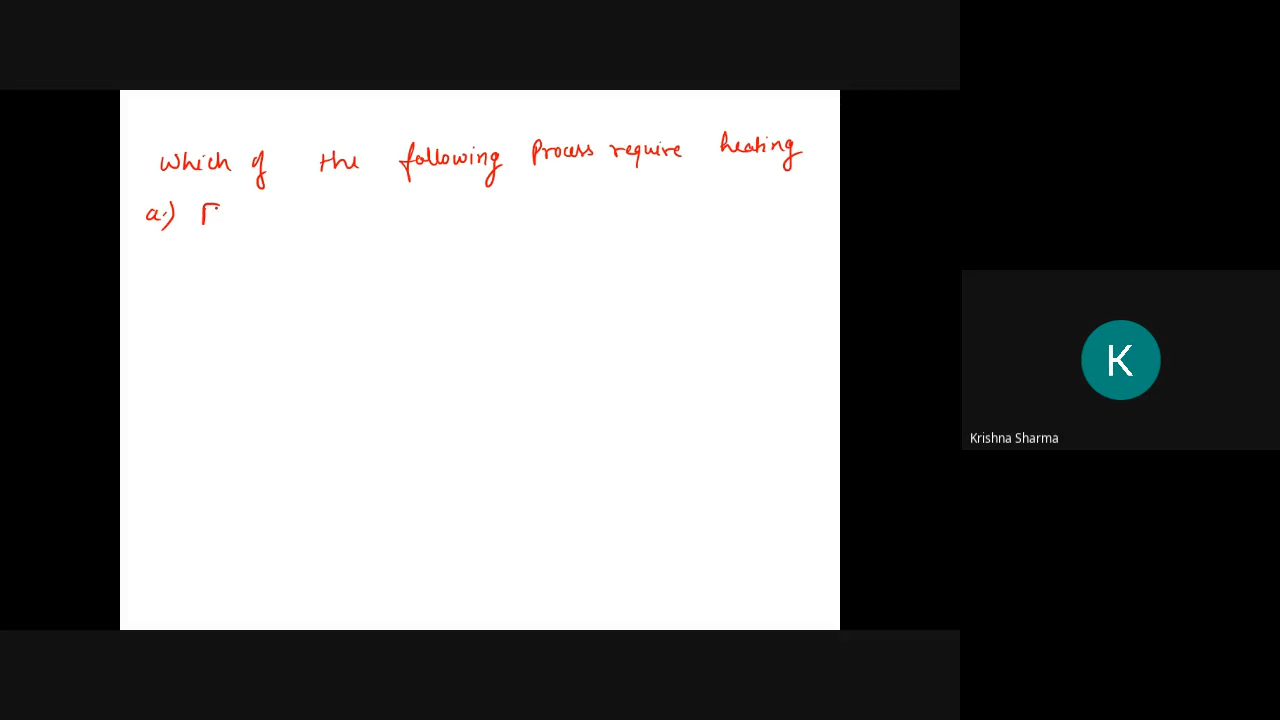 Which of the following Process require heating
a.)
K
Krishna Sharma